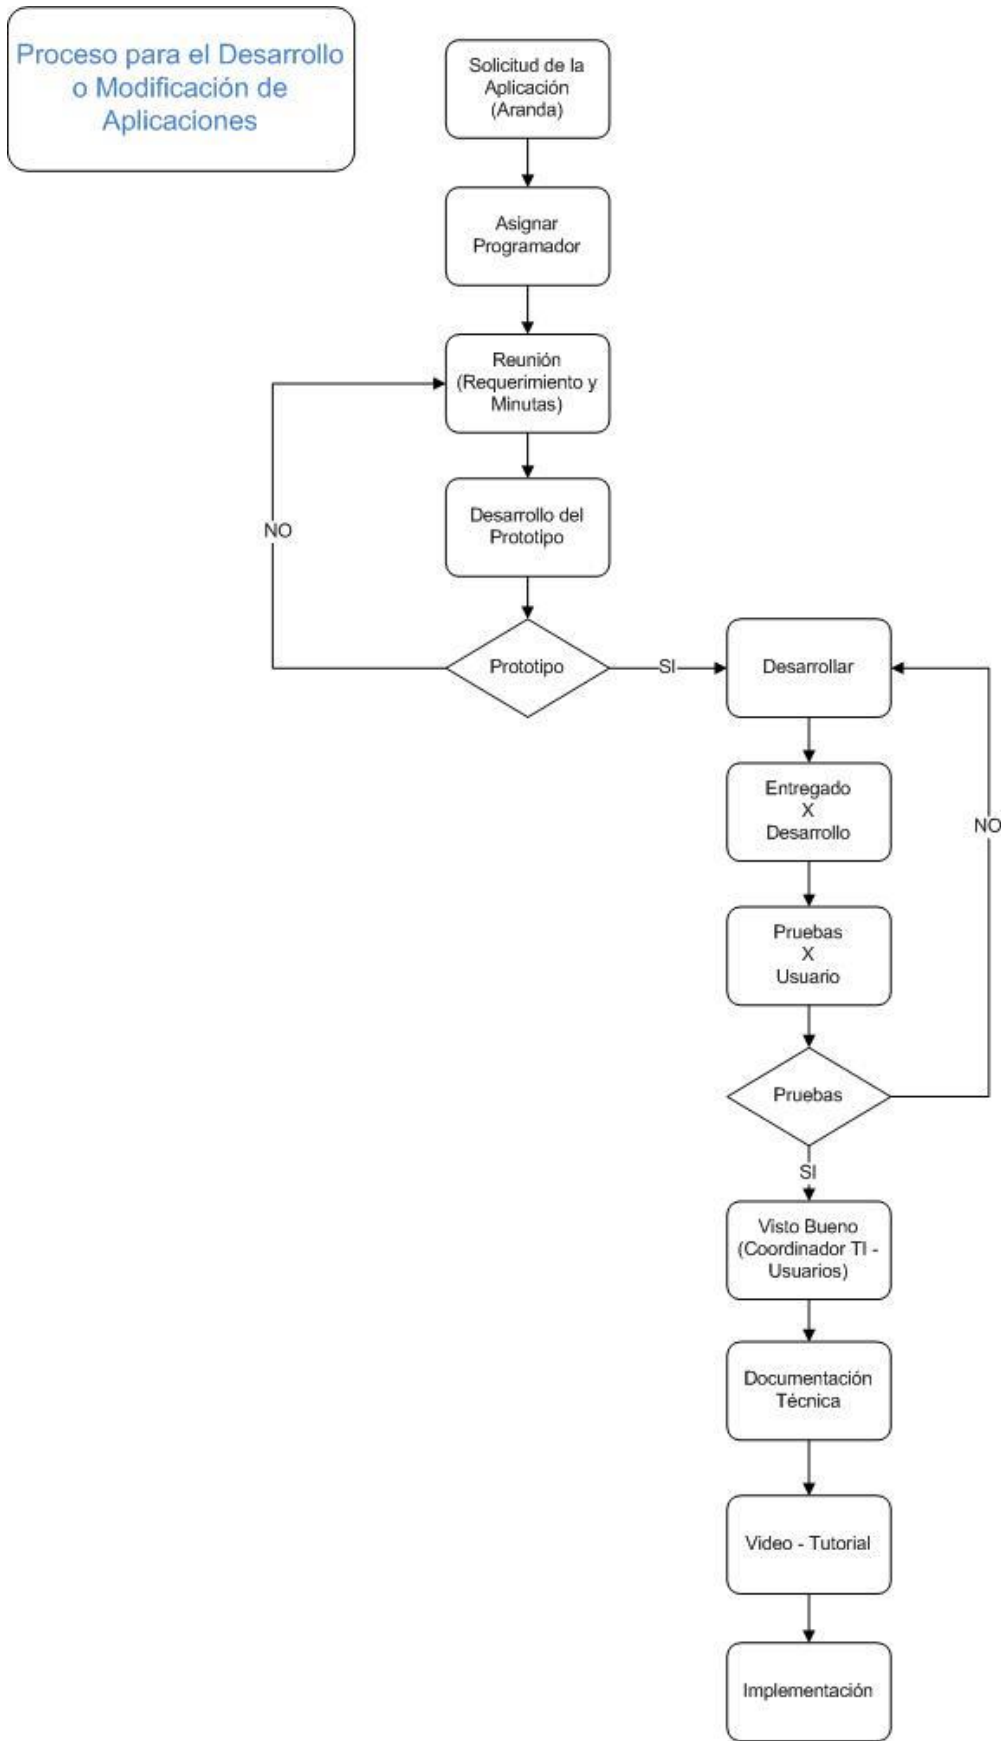 Proceso para el Desarrollo
o Modificación de
Aplicaciones
Solicitud de la
Aplicación
(Aranda)
Asignar
Programador
Reunión
(Requerimiento y
Minutas)
Desarrollo del
Prototipo
NO
Prototipo
SI
Desarrollar
Entregado
X
Desarrollo
NO
Pruebas
X
Usuario
Pruebas
SI
Visto Bueno
(Coordinador TI -
Usuarios)
Documentación
Técnica
Video - Tutorial
Implementación